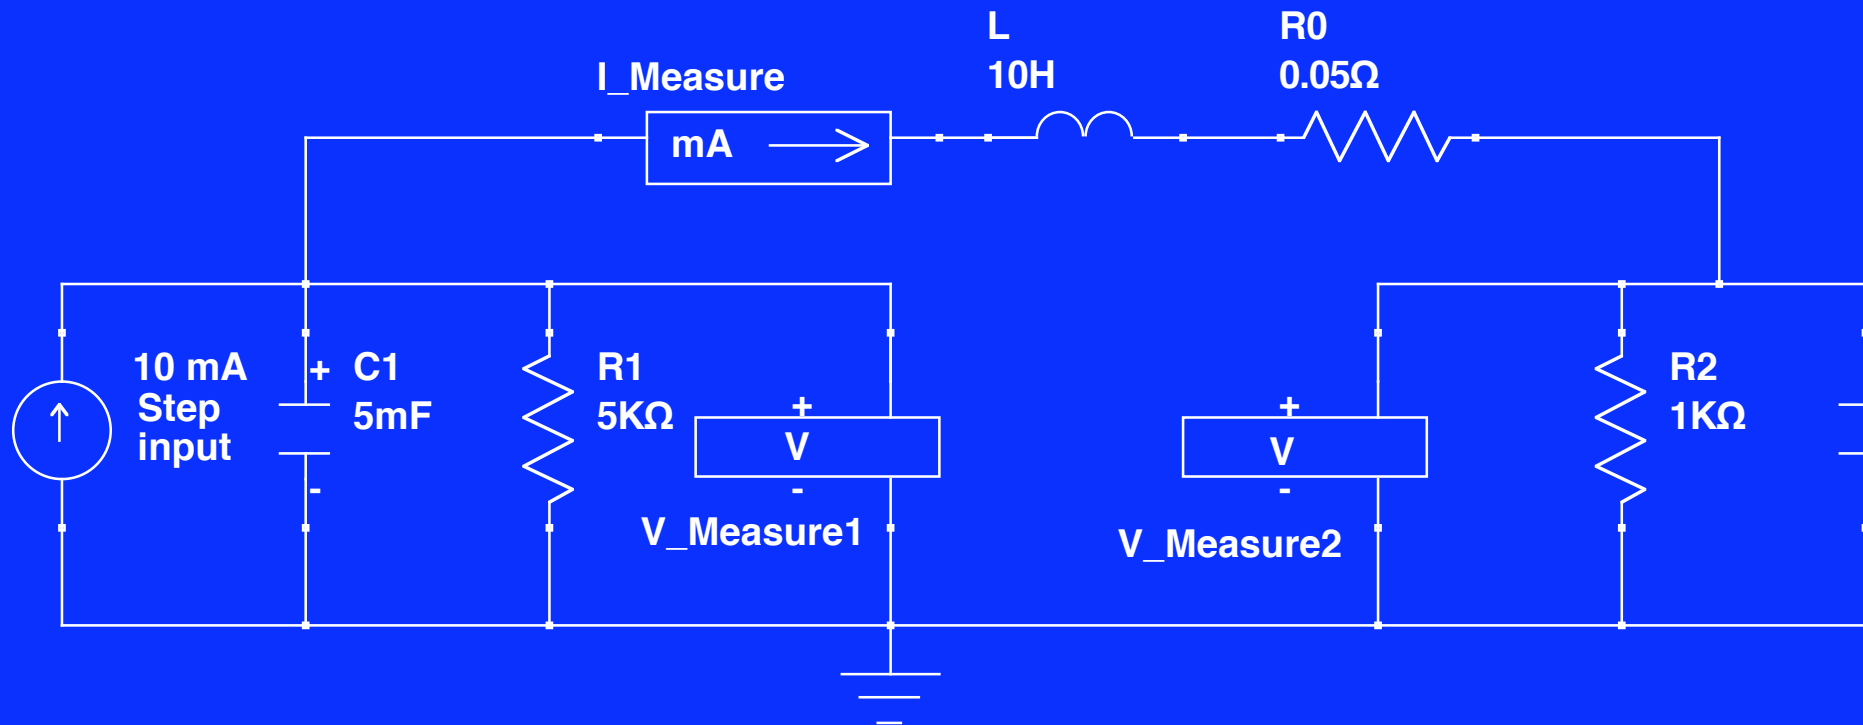 L
10H
R0
0.05Ω
I_Measure
mA
10 mA
Step
input
+
C1
5mF
-
R1
5KΩ
+
V
-
V_Measure1
+
V
-
V_Measure2
R2
1KΩ